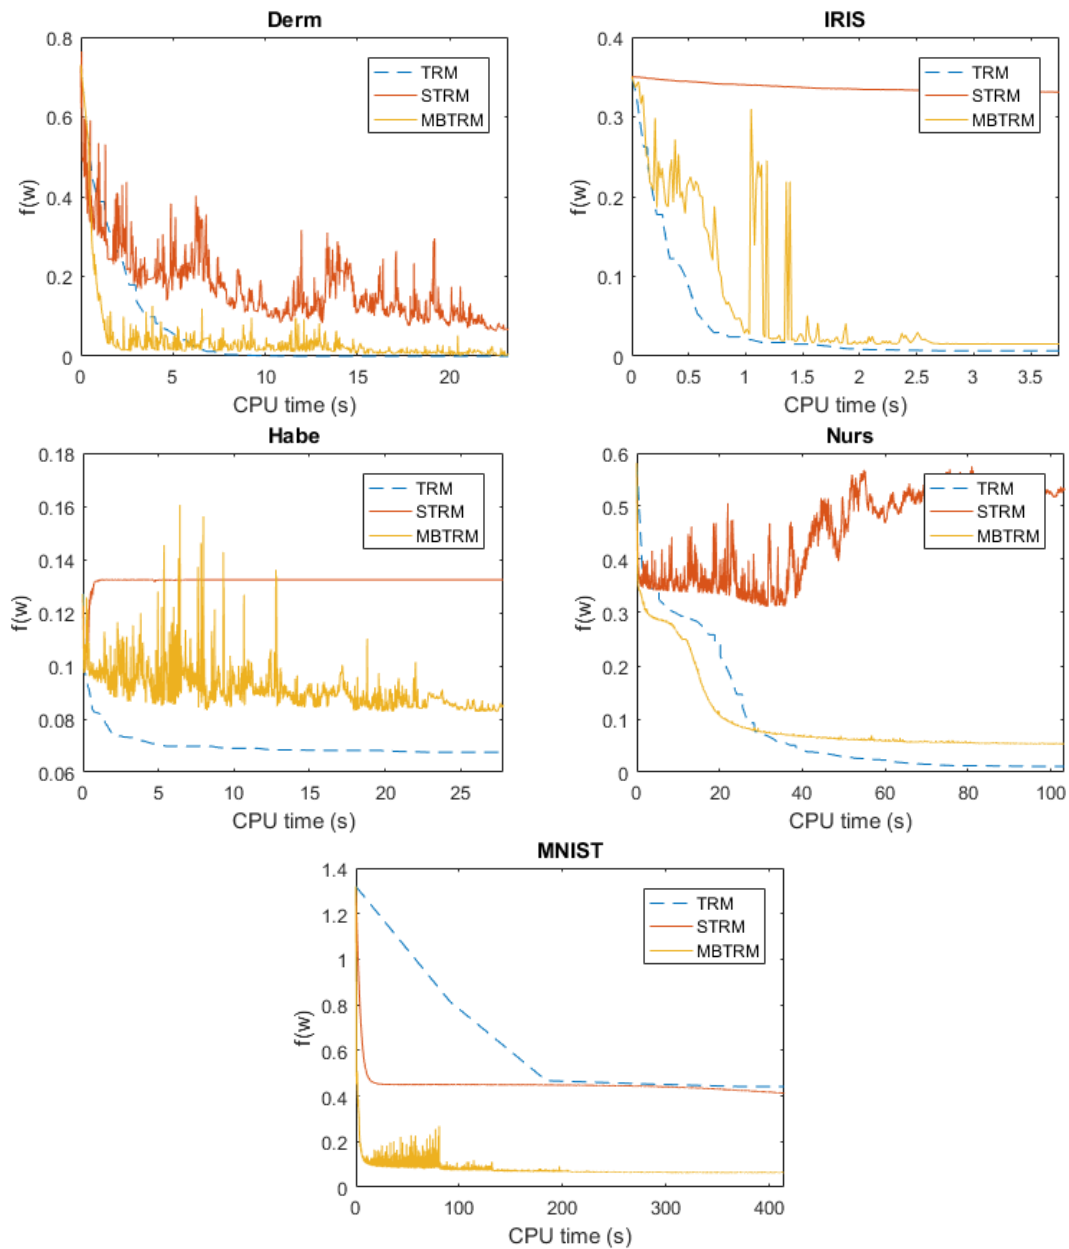 Derm
0.8
0.6
0.4
0.2
0
f(w)
TRM
STRM
MBTRM
0 5 10 15 20
CPU time (s)
IRIS
0.4
0.3
0.2
0.1
0
f(w)
TRM
STRM
MBTRM
0 0.5 1 1.5 2 2.5 3 3.5
CPU time (s)
Habe
0.18
0.16
0.14
0.12
0.1
0.08
0.06
f(w)
TRM
STRM
MBTRM
0 5 10 15 20 25
CPU time (s)
Nurs
0.6
0.5
0.4
0.3
0.2
0.1
0
f(w)
TRM
STRM
MBTRM
0 20 40 60 80 100
CPU time (s)
MNIST
1.4
1.2
1
0.8
0.6
0.4
0.2
0
f(w)
TRM
STRM
MBTRM
0 100 200 300 400
CPU time (s)